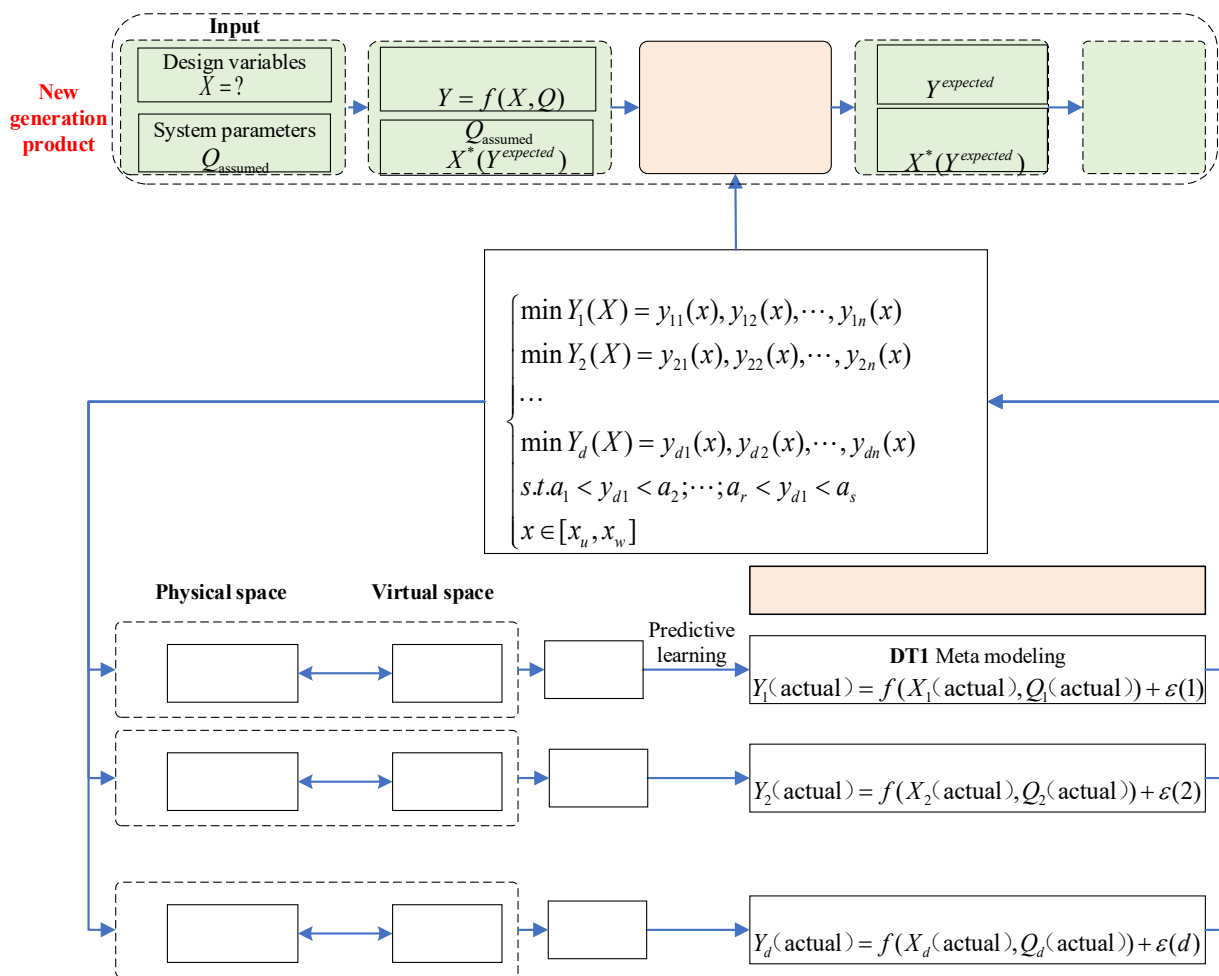 Input
Design variables
X = ?
System parameters
Q_assumed
New
generation
product
Y = f(X,Q)
Q_assumed
X^*(Y^expected)
Y^expected
X^*(Y^expected)
min Y_1(X) = y_11(x), y_12(x), ⋯, y_1n(x)
min Y_2(X) = y_21(x), y_22(x), ⋯, y_2n(x)
⋯
min Y_d(X) = y_d1(x), y_d2(x), ⋯, y_dn(x)
s.t. a_1 < y_d1 < a_2; ⋯; a_r < y_d1 < a_s
x ∈ [x_u, x_w]
Physical space
Virtual space
Predictive
learning
DT1 Meta modeling
Y_1(actual) = f(X_1(actual), Q_1(actual)) + ε(1)
Y_2(actual) = f(X_2(actual), Q_2(actual)) + ε(2)
Y_d(actual) = f(X_d(actual), Q_d(actual)) + ε(d)